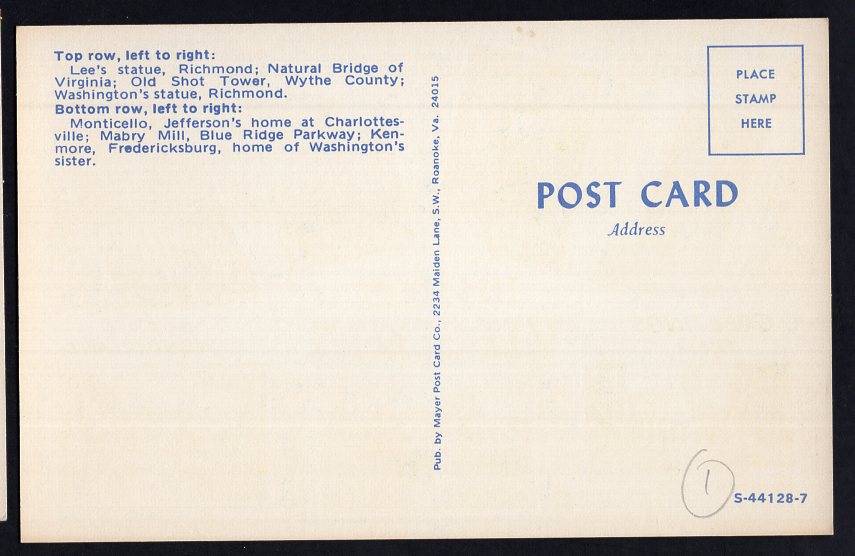 Top row, left to right:
Lee's statue, Richmond; Natural Bridge of
Virginia; Old Shot Tower, Wythe County;
Washington's statue, Richmond.
Bottom row, left to right:
Monticello, Jefferson's home at Charlottes-
ville; Mabry Mill, Blue Ridge Parkway; Ken-
more, Fredericksburg, home of Washington's
sister.
Pub. by Mayer Post Card Co., 2234 Maiden Lane, S.W., Roanoke, Va. 24015
PLACE
STAMP
HERE
POST CARD
Address
1
S-44128-7